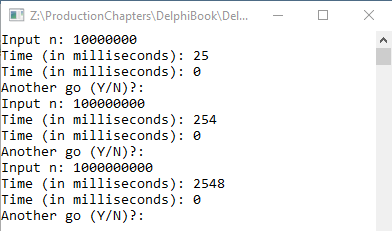 Z:\ProductionChapters\DelphiBook\Del...
Input n: 10000000
Time (in milliseconds): 25
Time (in milliseconds): 0
Another go (Y/N)?:
Input n: 100000000
Time (in milliseconds): 254
Time (in milliseconds): 0
Another go (Y/N)?:
Input n: 1000000000
Time (in milliseconds): 2548
Time (in milliseconds): 0
Another go (Y/N)?: